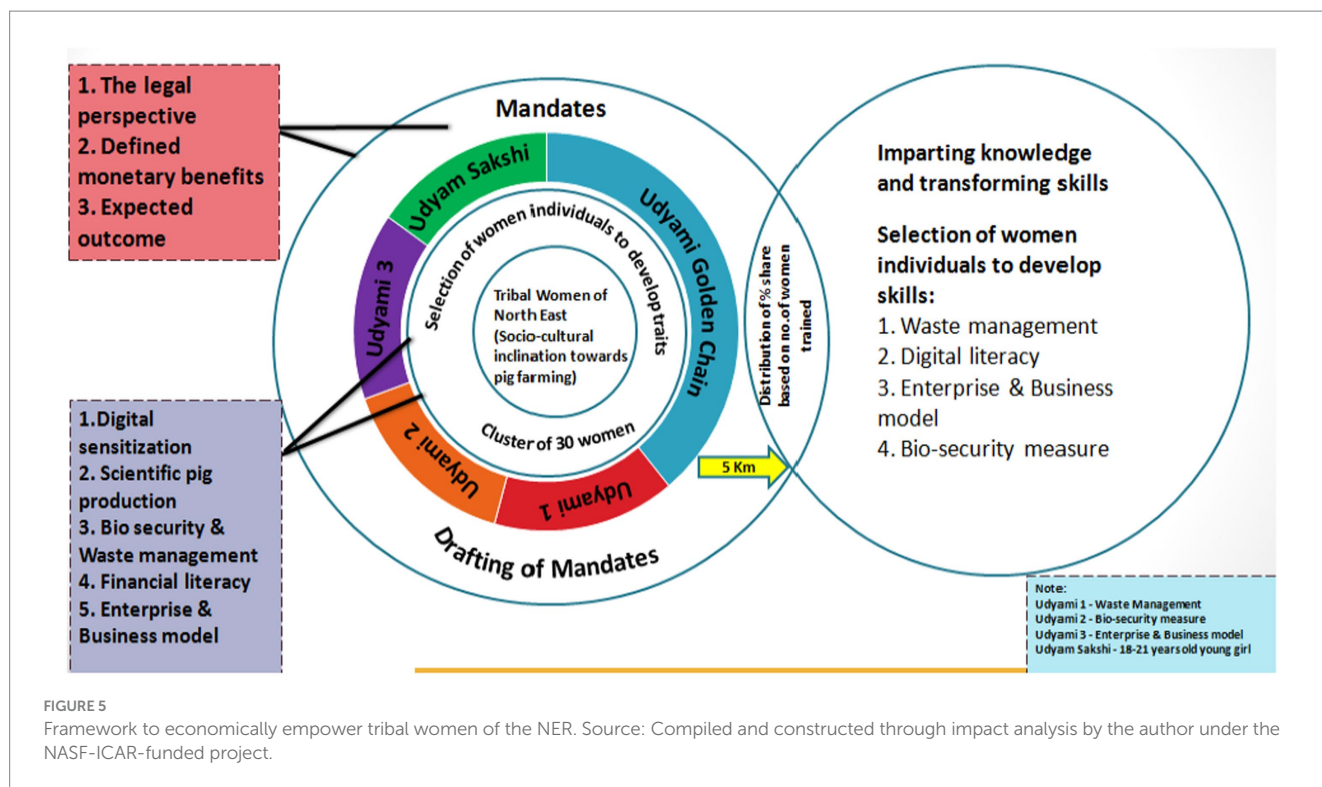 1. The legal
perspective
2. Defined
monetary benefits
3. Expected
outcome
Mandates
Udyam Sakshi
Udyami Golden Chain
Udyami 3
Udyami 2
Udyami 1
Selection of women individuals to develop traits
Tribal Women of
North East
(Socio-cultural
inclination towards
pig farming)
Cluster of 30 women
Drafting of Mandates
Distribution of % share
based on no.of women
trained
5 Km
Imparting knowledge
and transforming skills
Selection of women
individuals to develop
skills:
1. Waste management
2. Digital literacy
3. Enterprise & Business
model
4. Bio-security measure
1.Digital
sensitization
2. Scientific pig
production
3. Bio security &
Waste management
4. Financial literacy
5. Enterprise &
Business model
Note:
Udyami 1 - Waste Management
Udyami 2 - Bio-security measure
Udyami 3 - Enterprise & Business model
Udyam Sakshi - 18-21 years old young girl
FIGURE 5
Framework to economically empower tribal women of the NER. Source: Compiled and constructed through impact analysis by the author under the
NASF-ICAR-funded project.